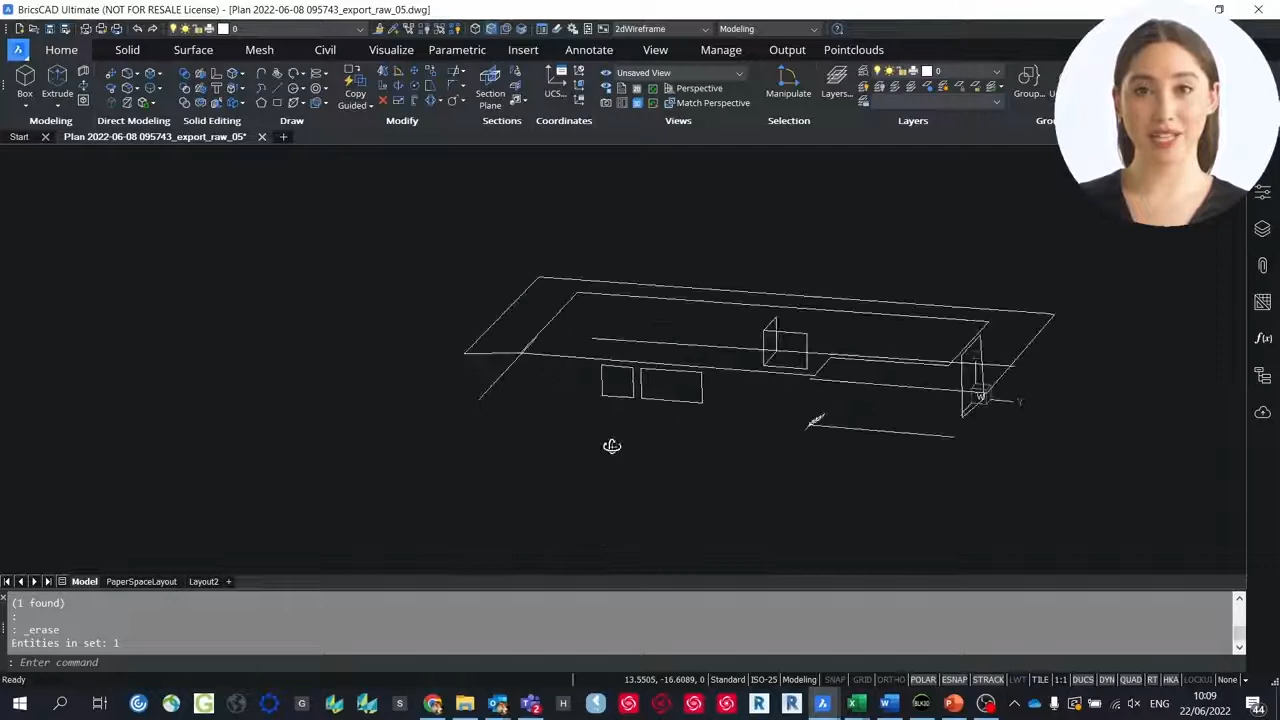 BricsCAD Ultimate (NOT FOR RESALE License) - [Plan 2022-06-08 095743_export_raw_05.dwg]
0 2dWireframe Modeling
Home Solid Surface Mesh Civil Visualize Parametric Insert Annotate View Manage Output Pointclouds
Unsaved View 0
Box Extrude Copy Guided Section Plane UCS... Perspective Manipulate Layers... Group...
Match Perspective
Modeling Direct Modeling Solid Editing Draw Modify Sections Coordinates Views Selection Layers
Start Plan 2022-06-08 095743_export_raw_05*
W
Y
Model PaperSpaceLayout Layout2
(1 found)
:
: _erase
Entities in set: 1
: Enter command
Ready 13.5505, -16.6089, 0 Standard ISO-25 Modeling SNAP GRID ORTHO POLAR ESNAP STRACK LWT TILE 1:1 DUCS DYN QUAD RT HKA LOCKUI None
ENG 10:09
22/06/2022 44